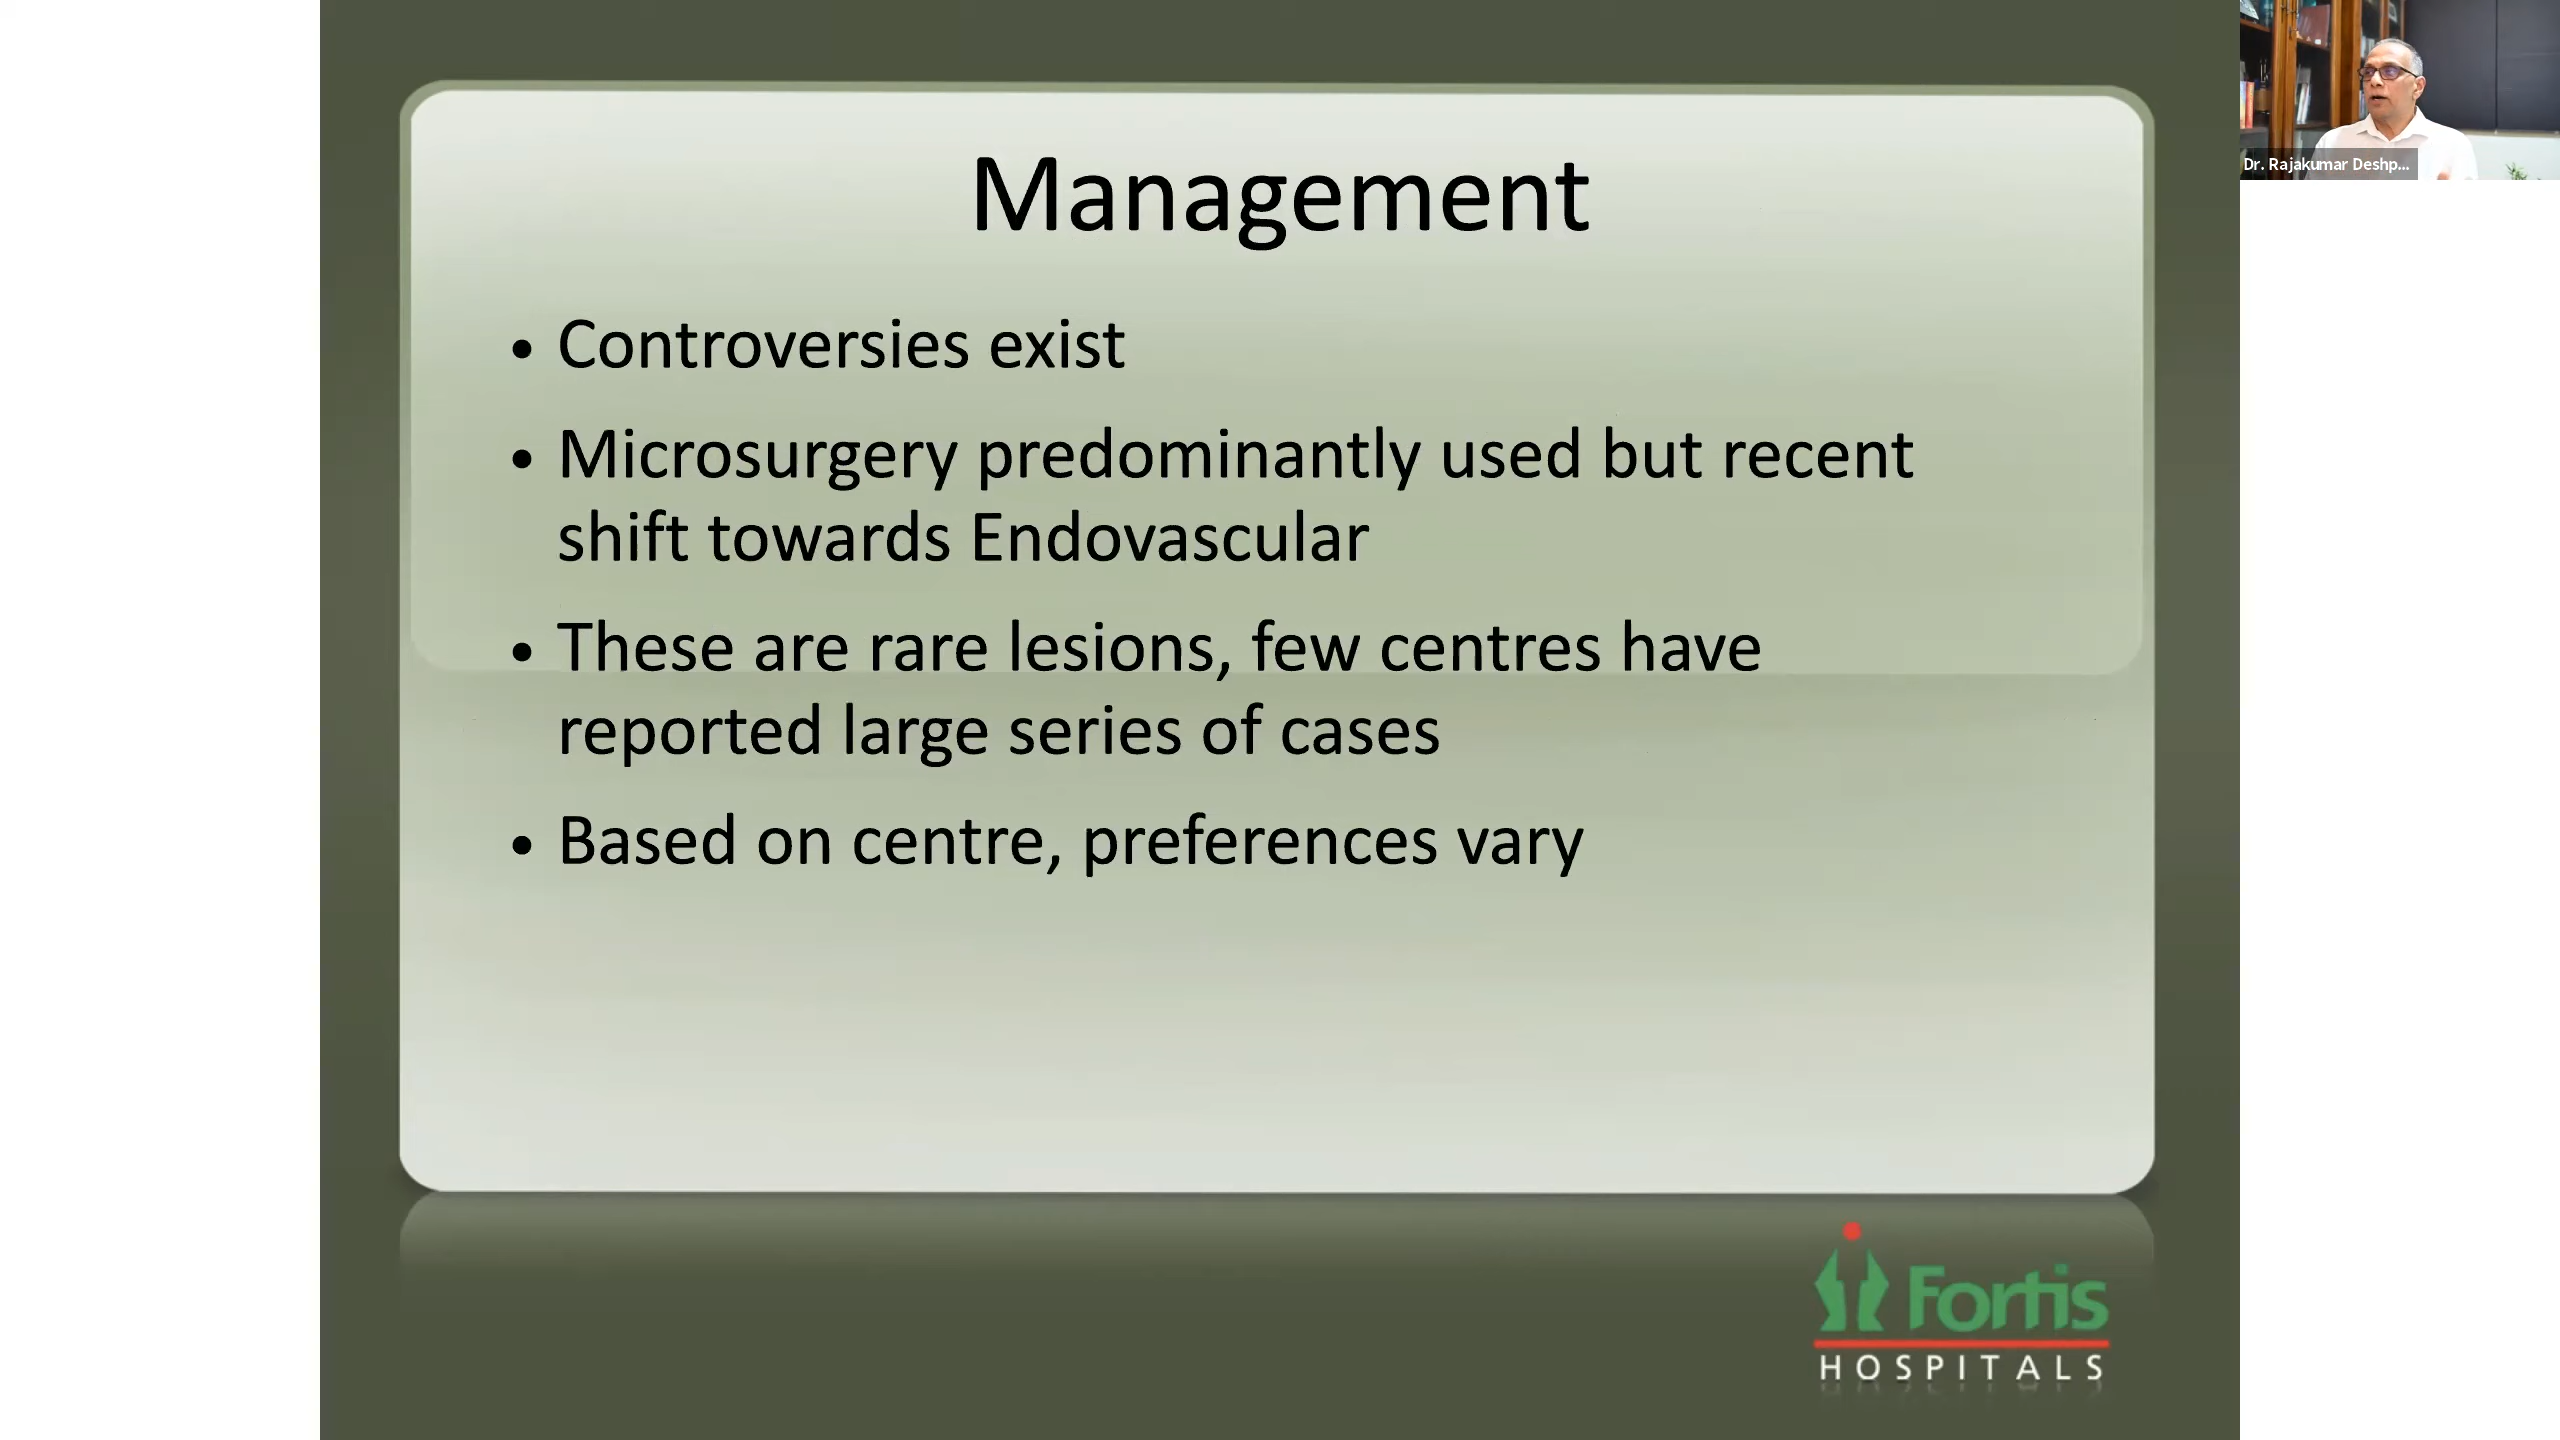 Management
• Controversies exist
• Microsurgery predominantly used but recent
shift towards Endovascular
• These are rare lesions, few centres have
reported large series of cases
• Based on centre, preferences vary
Dr. Rajakumar Deshp...
Fortis
HOSPITALS